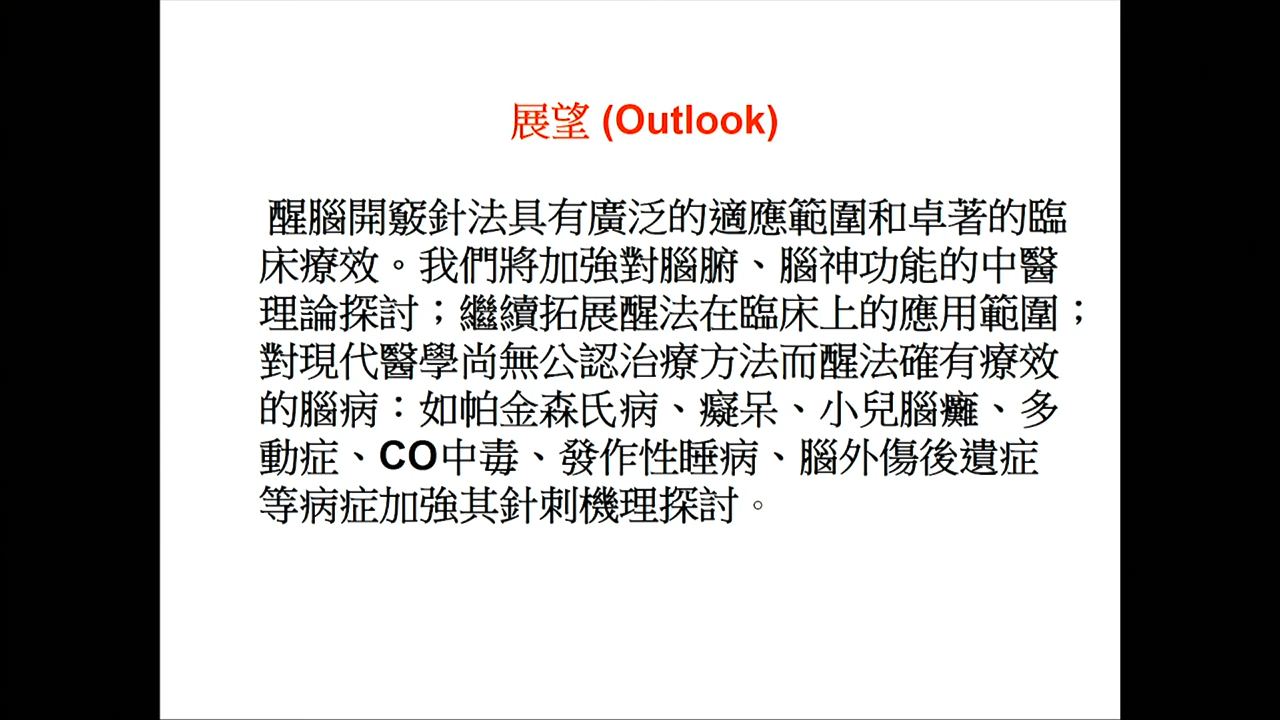 展望 (Outlook)
醒腦開竅針法具有廣泛的適應範圍和卓著的臨
床療效。我們將加強對腦腑、腦神功能的中醫
理論探討；繼續拓展醒法在臨床上的應用範圍；
對現代醫學尚無公認治療方法而醒法確有療效
的腦病：如帕金森氏病、癡呆、小兒腦癱、多
動症、CO中毒、發作性睡病、腦外傷後遺症
等病症加強其針刺機理探討。